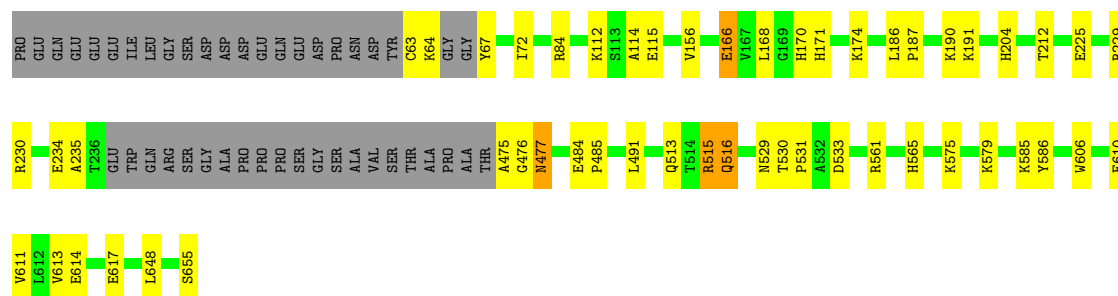 PRO GLU GLN GLU GLU GLU ILE LEU GLY SER ASP ASP ASP GLU GLN GLU ASP PRO ASN ASP TYR C63 K64 GLY GLY Y67 I72 R84 K112 S113 A114 E115 V156 E166 V167 L168 G169 H170 H171 K174 L186 P187 K190 K191 H204 T212 E225
R230 E234 A235 T236 GLU TRP GLN ARG SER GLY ALA PRO PRO PRO SER GLY SER ALA VAL SER THR ALA PRO ALA THR A475 G476 N477 E484 P485 L491 Q513 T514 R515 Q516 N529 T530 P531 A532 D533 R561 H565 K575 K579 K585 Y586 W606
V611 L612 V613 E614 E617 L648 S655